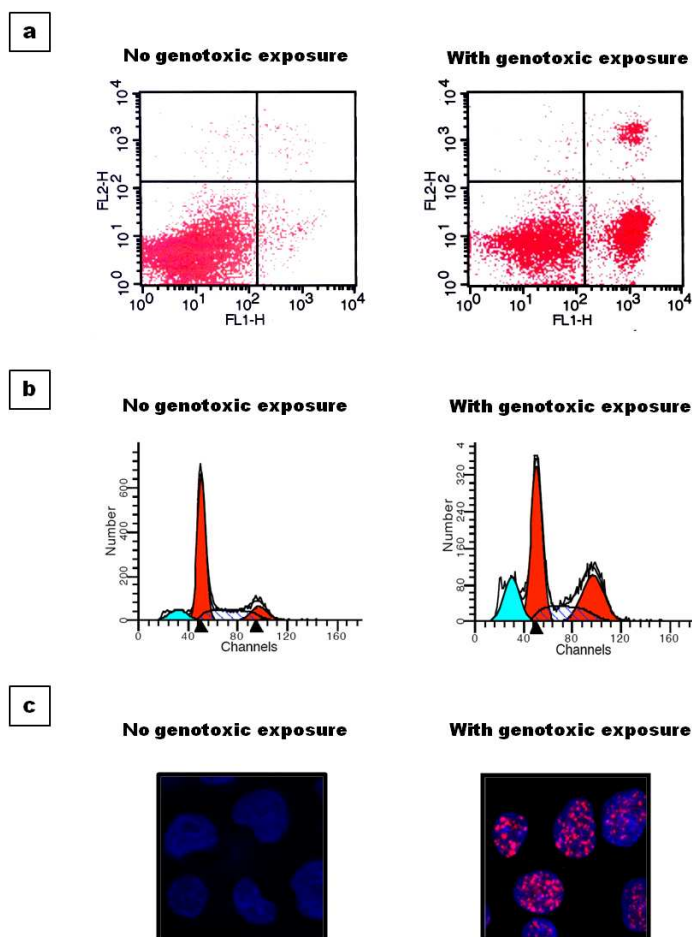 a
No genotoxic exposure
With genotoxic exposure
10^4
10^3
10^2
10^1
10^0
FL2-H
10^0 10^1 10^2 10^3 10^4
FL1-H
10^4
10^3
10^2
10^1
10^0
FL2-H
10^0 10^1 10^2 10^3 10^4
FL1-H
b
No genotoxic exposure
With genotoxic exposure
600
400
200
0
Number
0 40 80 120 160
Channels
4
320
240
160
80
0
Number
0 40 80 120 160
Channels
c
No genotoxic exposure
With genotoxic exposure